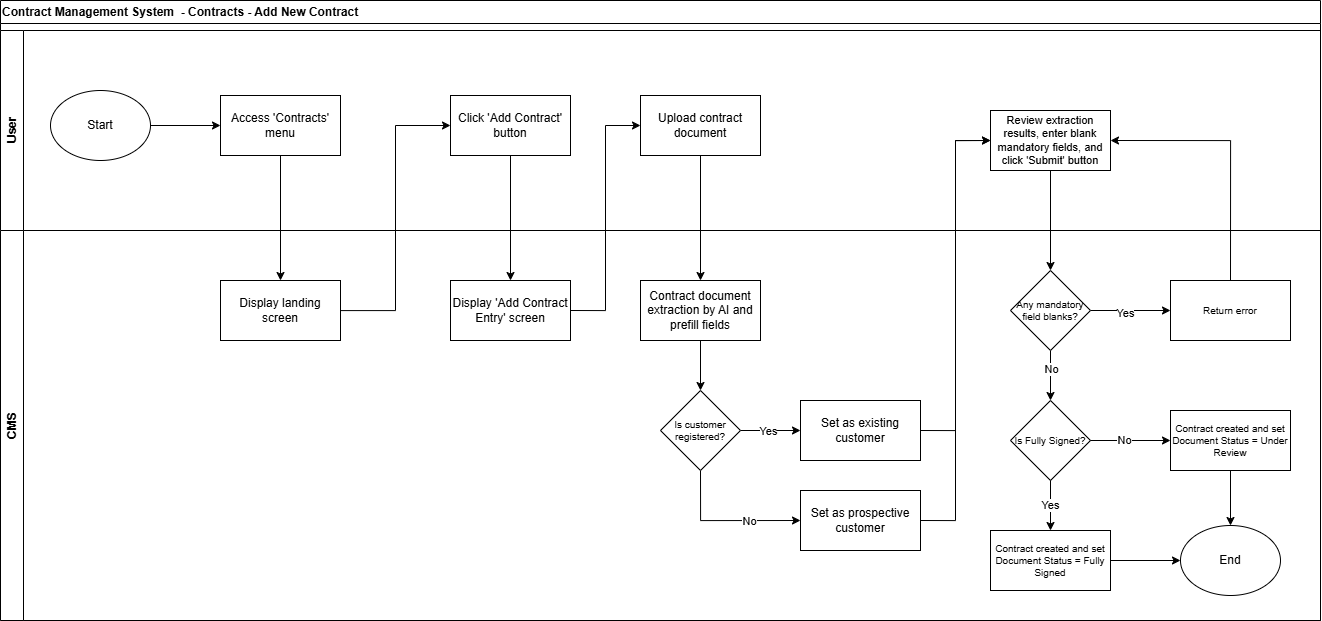 Contract Management System  - Contracts - Add New Contract
User
Start
Access 'Contracts'
menu
Click 'Add Contract'
button
Upload contract
document
Review extraction
results, enter blank
mandatory fields, and
click 'Submit' button
CMS
Display landing
screen
Display 'Add Contract
Entry' screen
Contract document
extraction by AI and
prefill fields
Any mandatory
field blanks?
Yes
Return error
No
Is customer
registered?
Yes
Set as existing
customer
Is Fully Signed?
No
Contract created and set
Document Status = Under
Review
No
Set as prospective
customer
Yes
Contract created and set
Document Status = Fully
Signed
End